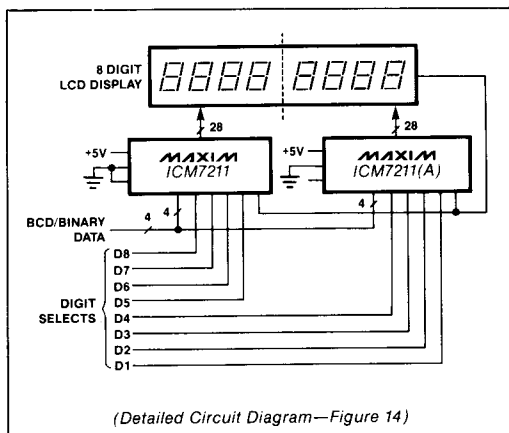 8 DIGIT
LCD DISPLAY
28
28
+5V
MAXIM
ICM7211
+5V
MAXIM
ICM7211(A)
4
4
4
BCD/BINARY
DATA
D8
D7
D6
D5
D4
D3
D2
D1
DIGIT
SELECTS
(Detailed Circuit Diagram—Figure 14)